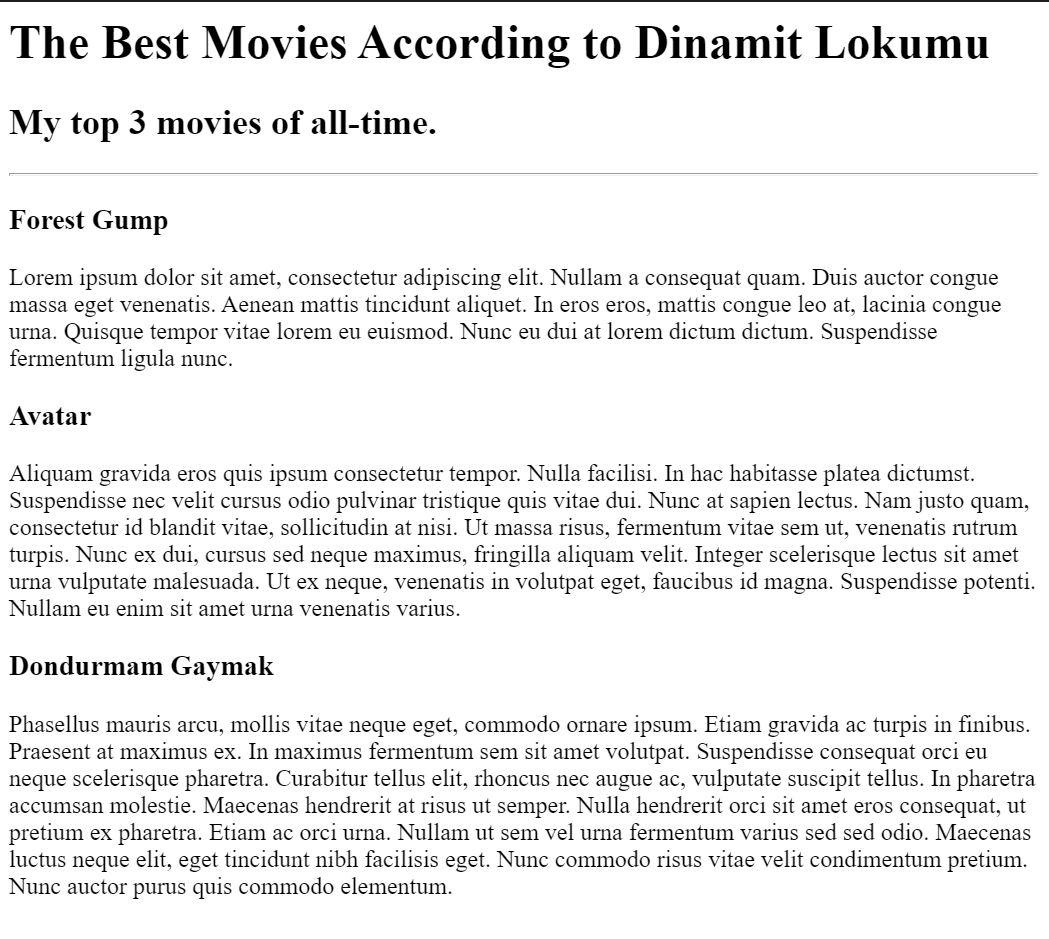 The Best Movies According to Dinamit Lokumu
My top 3 movies of all-time.
Forest Gump
Lorem ipsum dolor sit amet, consectetur adipiscing elit. Nullam a consequat quam. Duis auctor congue
massa eget venenatis. Aenean mattis tincidunt aliquet. In eros eros, mattis congue leo at, lacinia congue
urna. Quisque tempor vitae lorem eu euismod. Nunc eu dui at lorem dictum dictum. Suspendisse
fermentum ligula nunc.
Avatar
Aliquam gravida eros quis ipsum consectetur tempor. Nulla facilisi. In hac habitasse platea dictumst.
Suspendisse nec velit cursus odio pulvinar tristique quis vitae dui. Nunc at sapien lectus. Nam justo quam,
consectetur id blandit vitae, sollicitudin at nisi. Ut massa risus, fermentum vitae sem ut, venenatis rutrum
turpis. Nunc ex dui, cursus sed neque maximus, fringilla aliquam velit. Integer scelerisque lectus sit amet
urna vulputate malesuada. Ut ex neque, venenatis in volutpat eget, faucibus id magna. Suspendisse potenti.
Nullam eu enim sit amet urna venenatis varius.
Dondurmam Gaymak
Phasellus mauris arcu, mollis vitae neque eget, commodo ornare ipsum. Etiam gravida ac turpis in finibus.
Praesent at maximus ex. In maximus fermentum sem sit amet volutpat. Suspendisse consequat orci eu
neque scelerisque pharetra. Curabitur tellus elit, rhoncus nec augue ac, vulputate suscipit tellus. In pharetra
accumsan molestie. Maecenas hendrerit at risus ut semper. Nulla hendrerit orci sit amet eros consequat, ut
pretium ex pharetra. Etiam ac orci urna. Nullam ut sem vel urna fermentum varius sed sed odio. Maecenas
luctus neque elit, eget tincidunt nibh facilisis eget. Nunc commodo risus vitae velit condimentum pretium.
Nunc auctor purus quis commodo elementum.